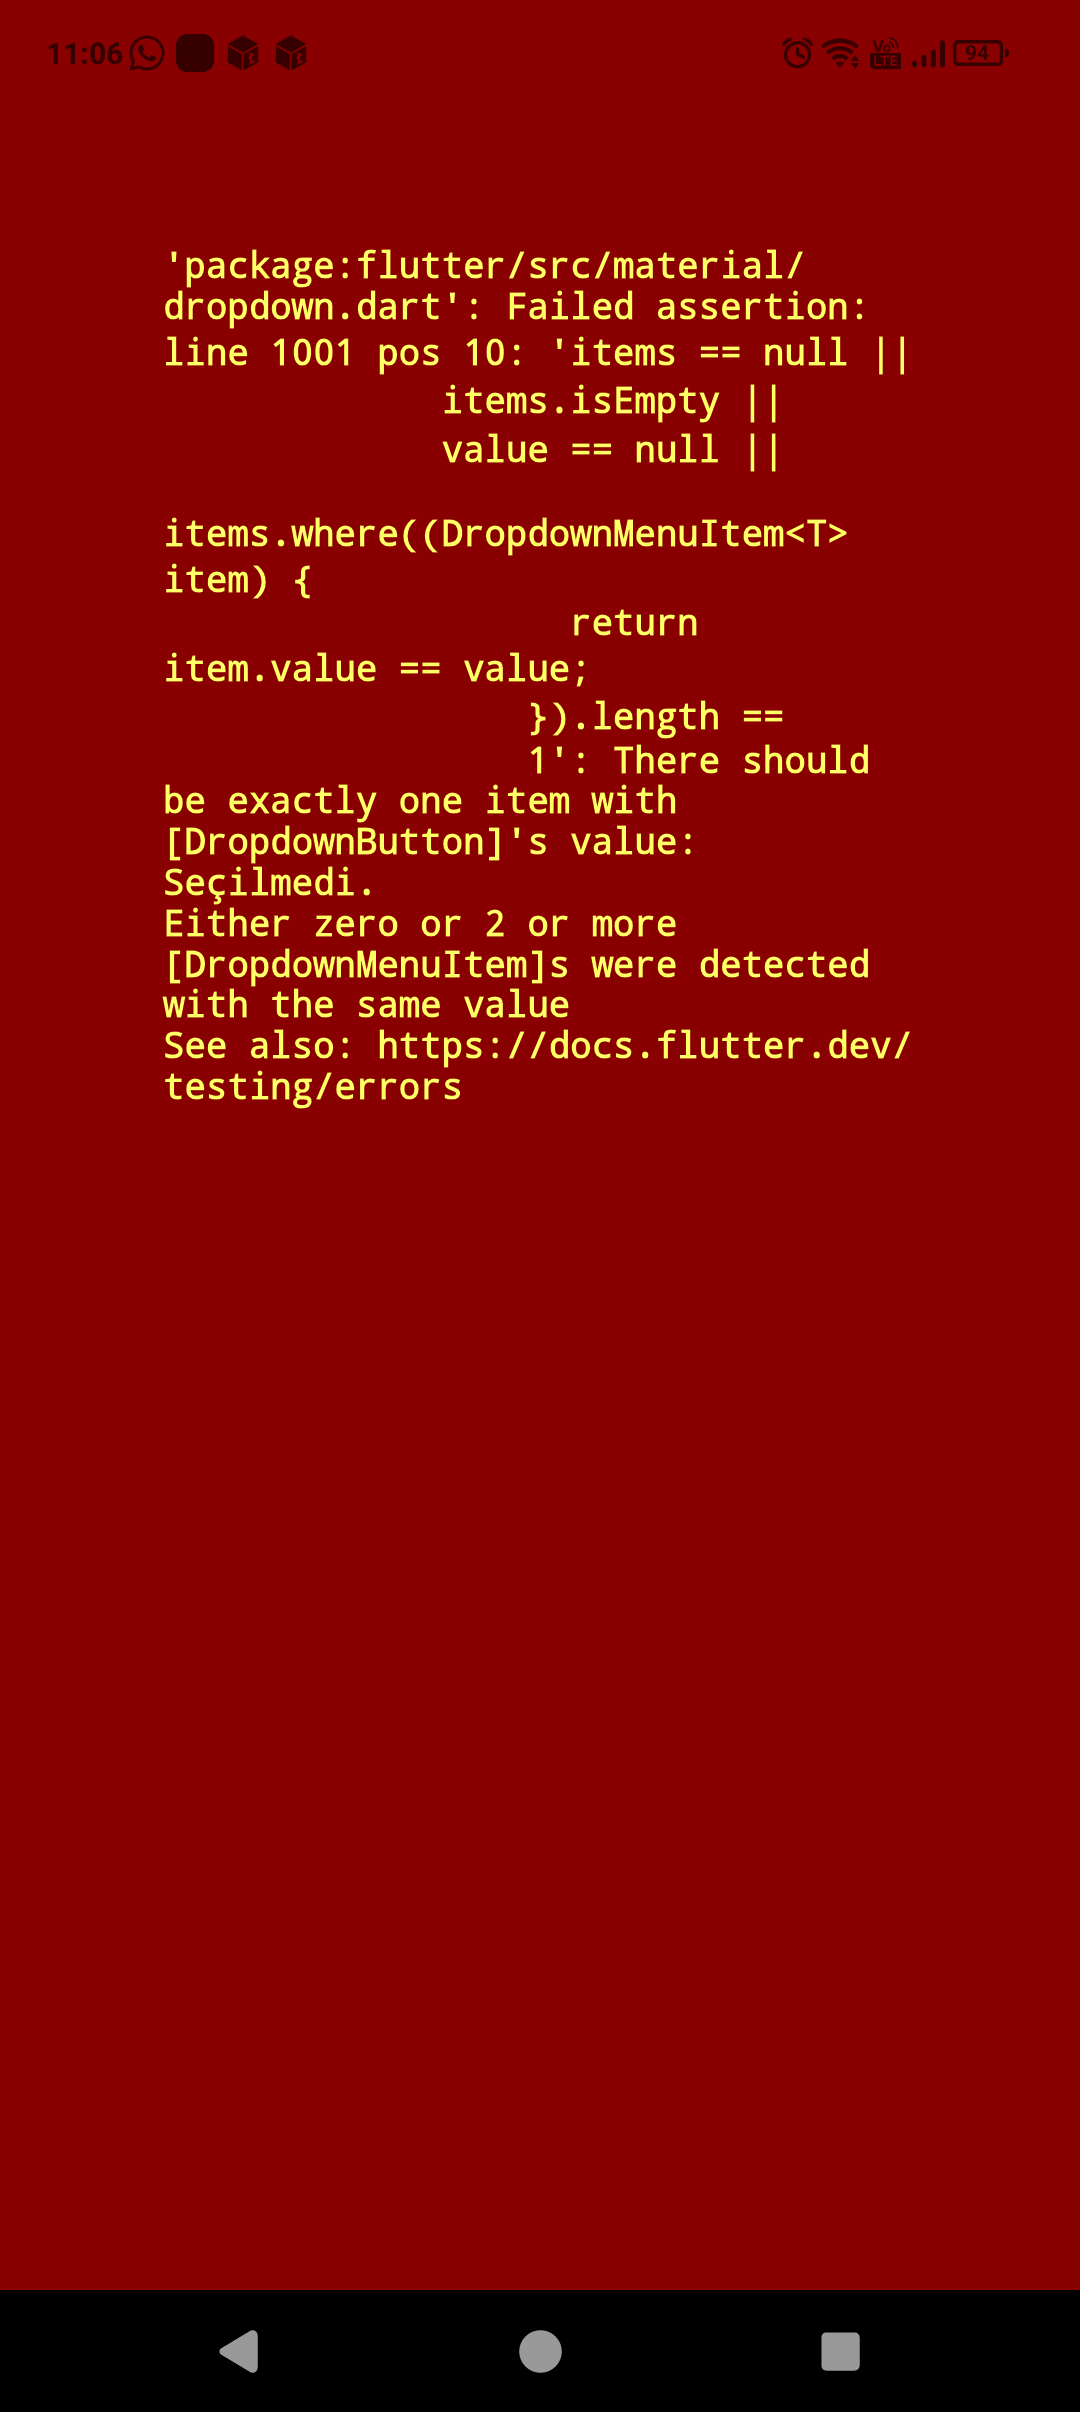 11:06
Vo
LTE
94
'package:flutter/src/material/
dropdown.dart': Failed assertion:
line 1001 pos 10: 'items == null ||
items.isEmpty ||
value == null ||
items.where((DropdownMenuItem<T>
item) {
return
item.value == value;
}).length ==
1': There should
be exactly one item with
[DropdownButton]'s value:
Seçilmedi.
Either zero or 2 or more
[DropdownMenuItem]s were detected
with the same value
See also: https://docs.flutter.dev/
testing/errors